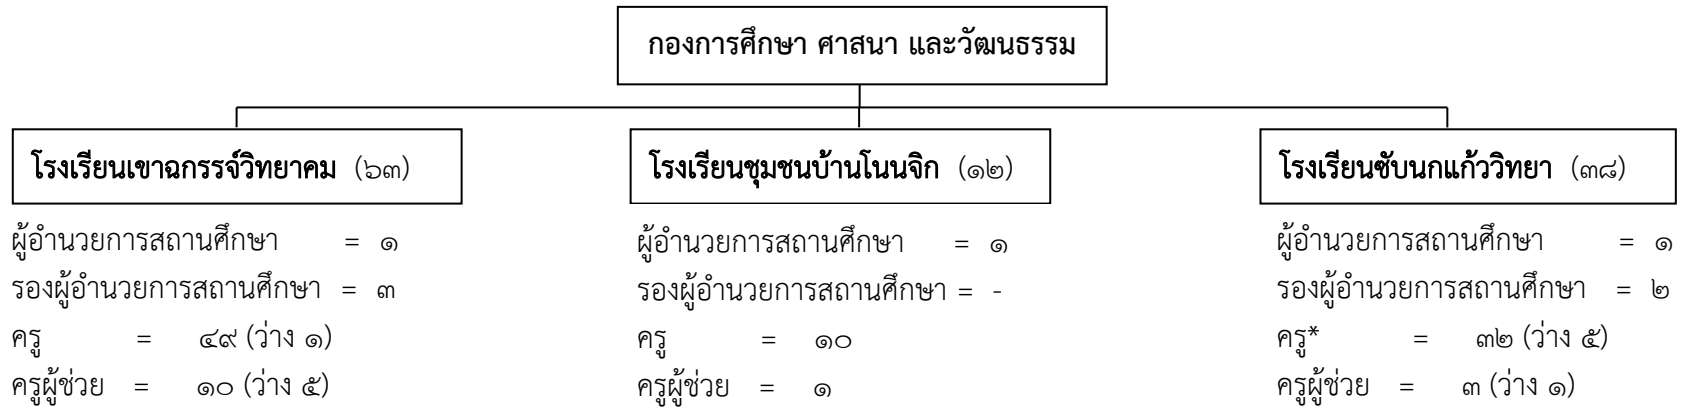 กองการศึกษา ศาสนา และวัฒนธรรม
โรงเรียนเขาฉกรรจ์วิทยาคม (๖๓)
ผู้อำนวยการสถานศึกษา = ๑
รองผู้อำนวยการสถานศึกษา = ๓
ครู = ๔๙ (ว่าง ๑)
ครูผู้ช่วย = ๑๐ (ว่าง ๕)
โรงเรียนชุมชนบ้านโนนจิก (๑๒)
ผู้อำนวยการสถานศึกษา = ๑
รองผู้อำนวยการสถานศึกษา = -
ครู = ๑๐
ครูผู้ช่วย = ๑
โรงเรียนซับนกแก้ววิทยา (๓๘)
ผู้อำนวยการสถานศึกษา = ๑
รองผู้อำนวยการสถานศึกษา = ๒
ครู* = ๓๒ (ว่าง ๕)
ครูผู้ช่วย = ๓ (ว่าง ๑)